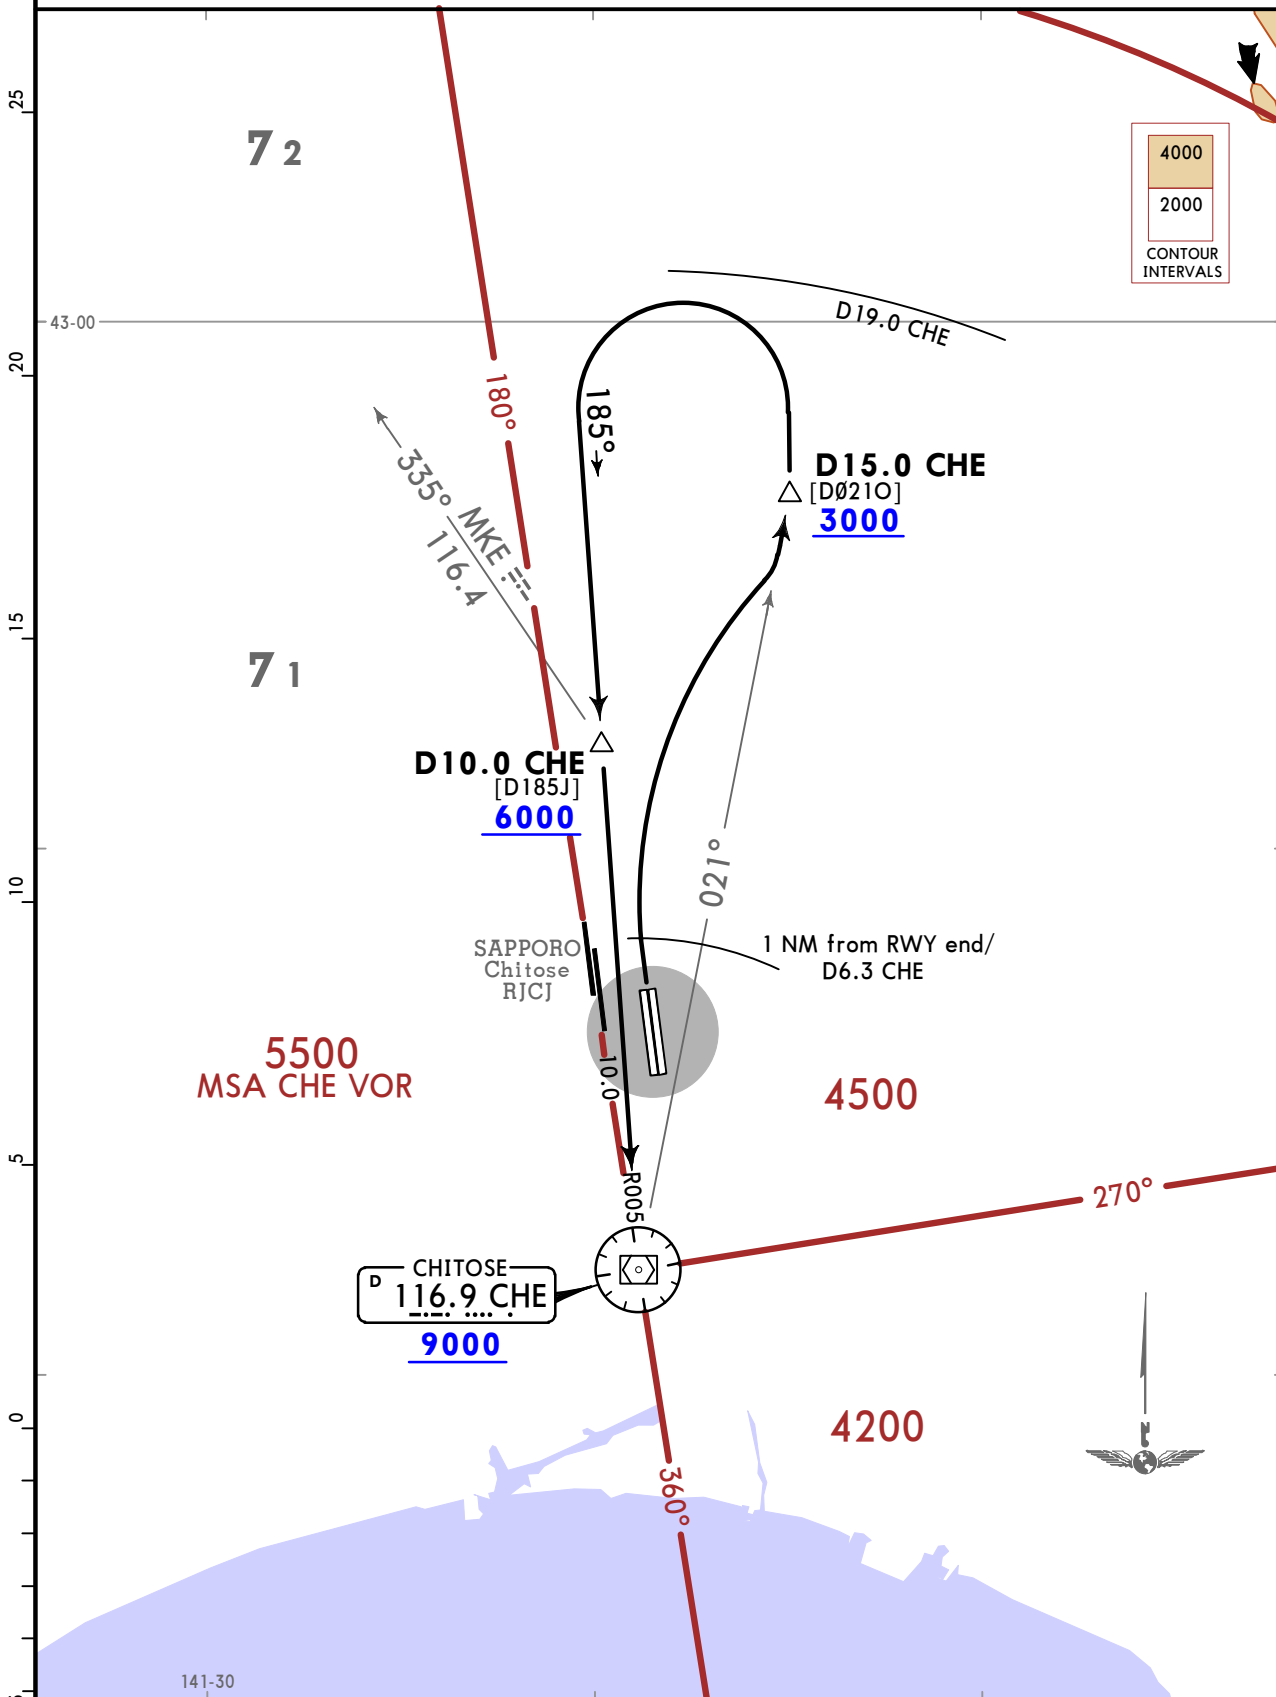 25
7 2
4000
2000
CONTOUR
INTERVALS
D19.0 CHE
43-00
20
180°
185°
335° MKE
116.4
D15.0 CHE
[DØ21O]
3000
15
7 1
D10.0 CHE
[D185J]
6000
10
021°
SAPPORO
Chitose
RJCJ
1 NM from RWY end/
D6.3 CHE
5500
MSA CHE VOR
10.0
4500
5
R005
270°
CHITOSE
D 116.9 CHE
9000
0
4200
N
360°
141-30